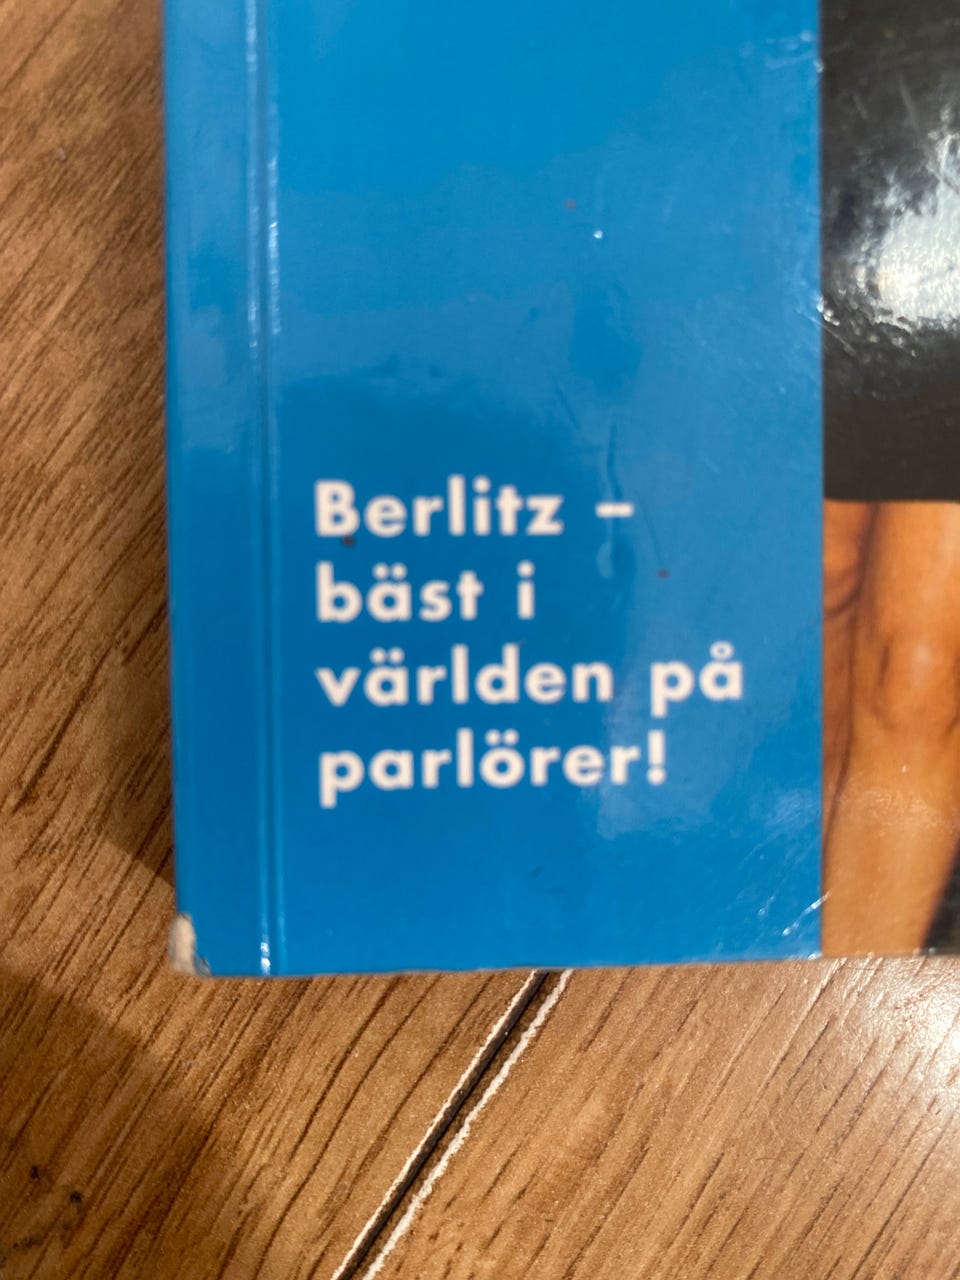 Berlitz –
bäst i
världen på
parlörer!